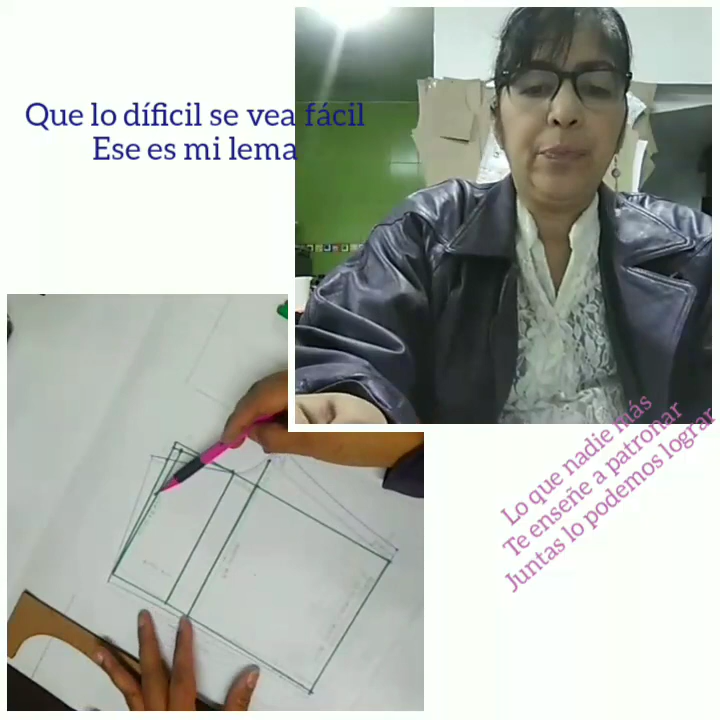 Que lo díficil se vea fácil
Ese es mi lema
Lo que nadie más
Te enseñe a patronar
Juntas lo podemos lograr